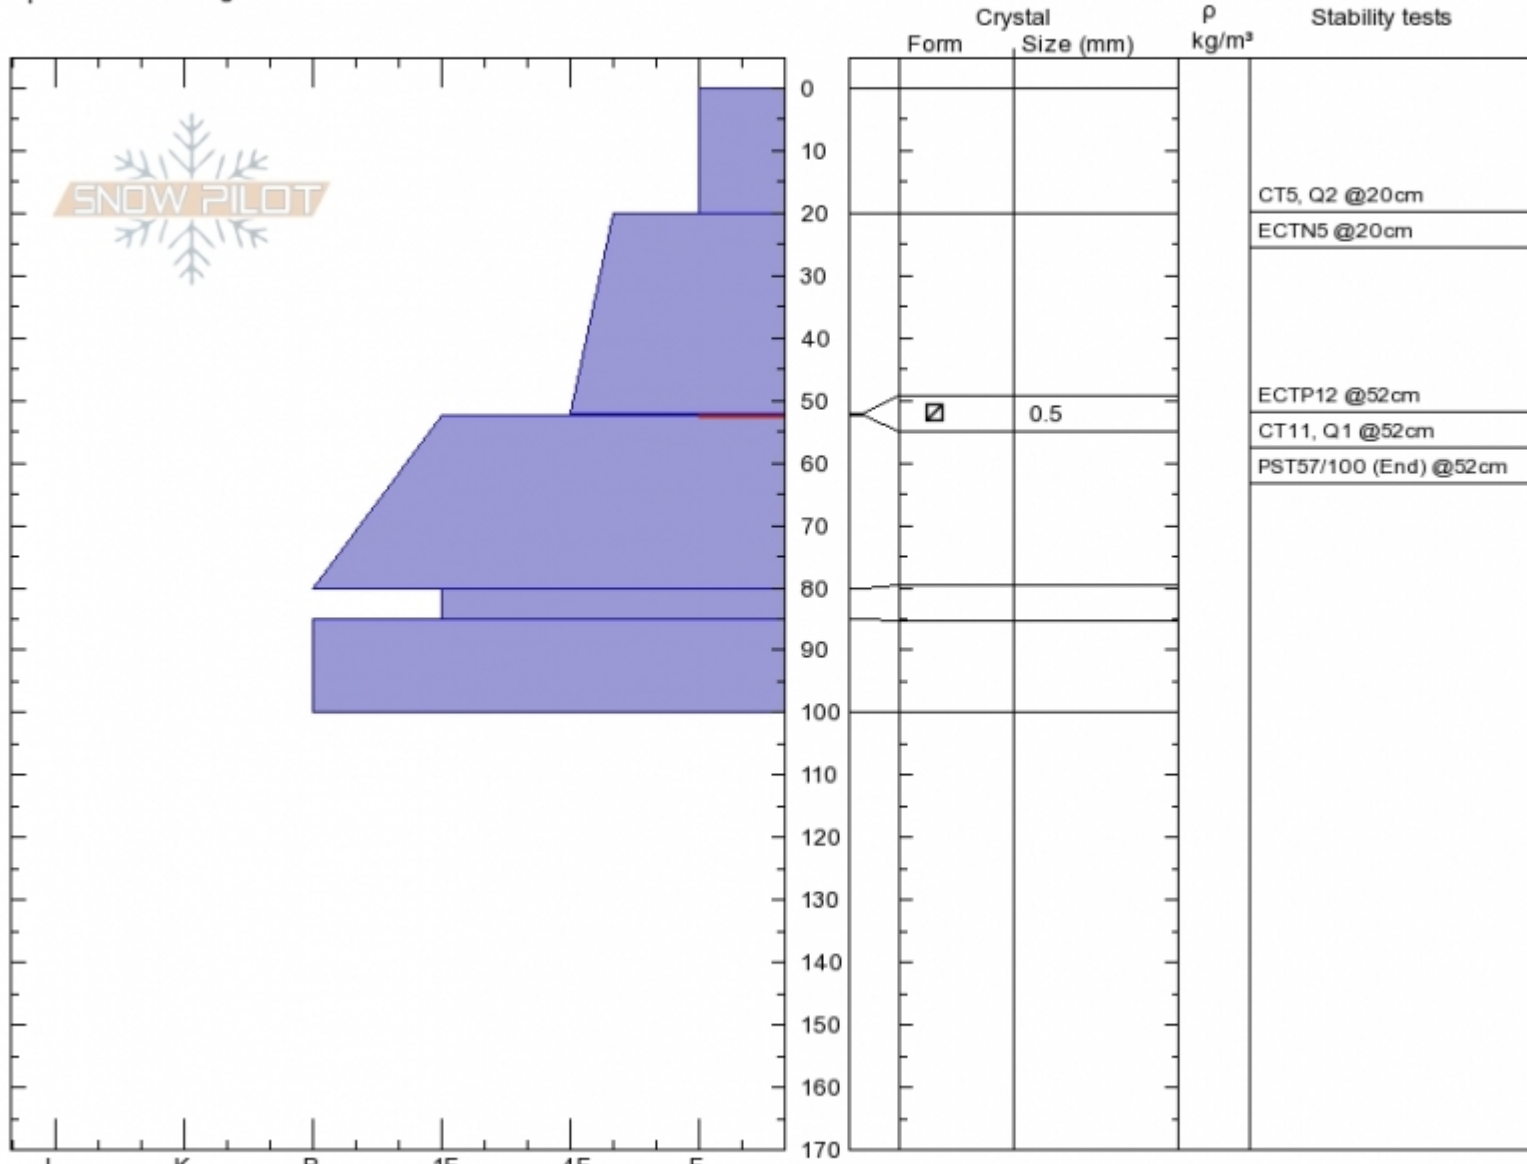 Crystal
ρ
Stability tests
Form
Size (mm)
kg/m³
SNOW PILOT
0
10
CT5, Q2 @20cm
20
ECTN5 @20cm
30
40
ECTP12 @52cm
50
0.5
CT11, Q1 @52cm
60
PST57/100 (End) @52cm
70
80
90
100
110
120
130
140
150
160
170